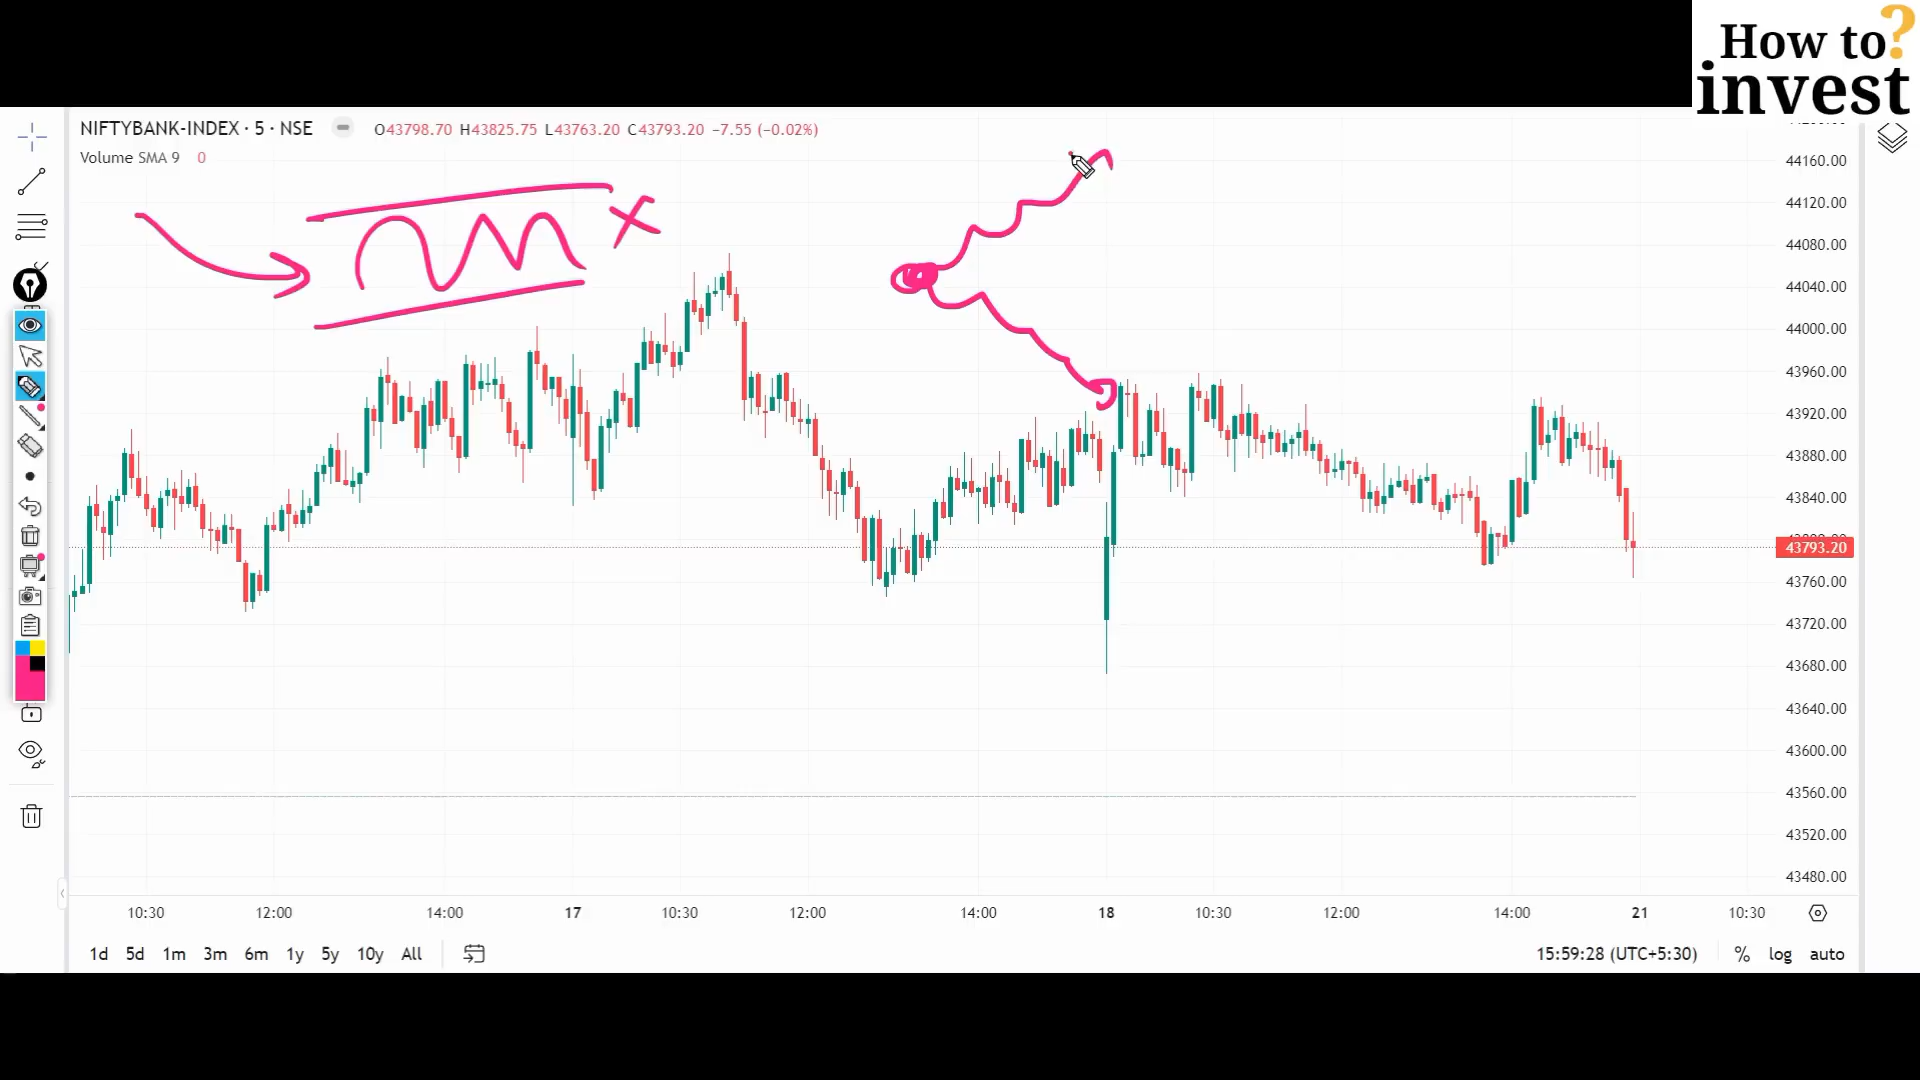 How to?
invest
NIFTYBANK-INDEX · 5 · NSE
O43798.70 H43825.75 L43763.20 C43793.20 −7.55 (−0.02%)
Volume SMA 9 0
44160.00
44120.00
44080.00
44040.00
44000.00
43960.00
43920.00
43880.00
43840.00
43793.20
43760.00
43720.00
43680.00
43640.00
43600.00
43560.00
43520.00
43480.00
10:30 12:00 14:00 17 10:30 12:00 14:00 18 10:30 12:00 14:00 21 10:30
1d 5d 1m 3m 6m 1y 5y 10y All
15:59:28 (UTC+5:30) % log auto